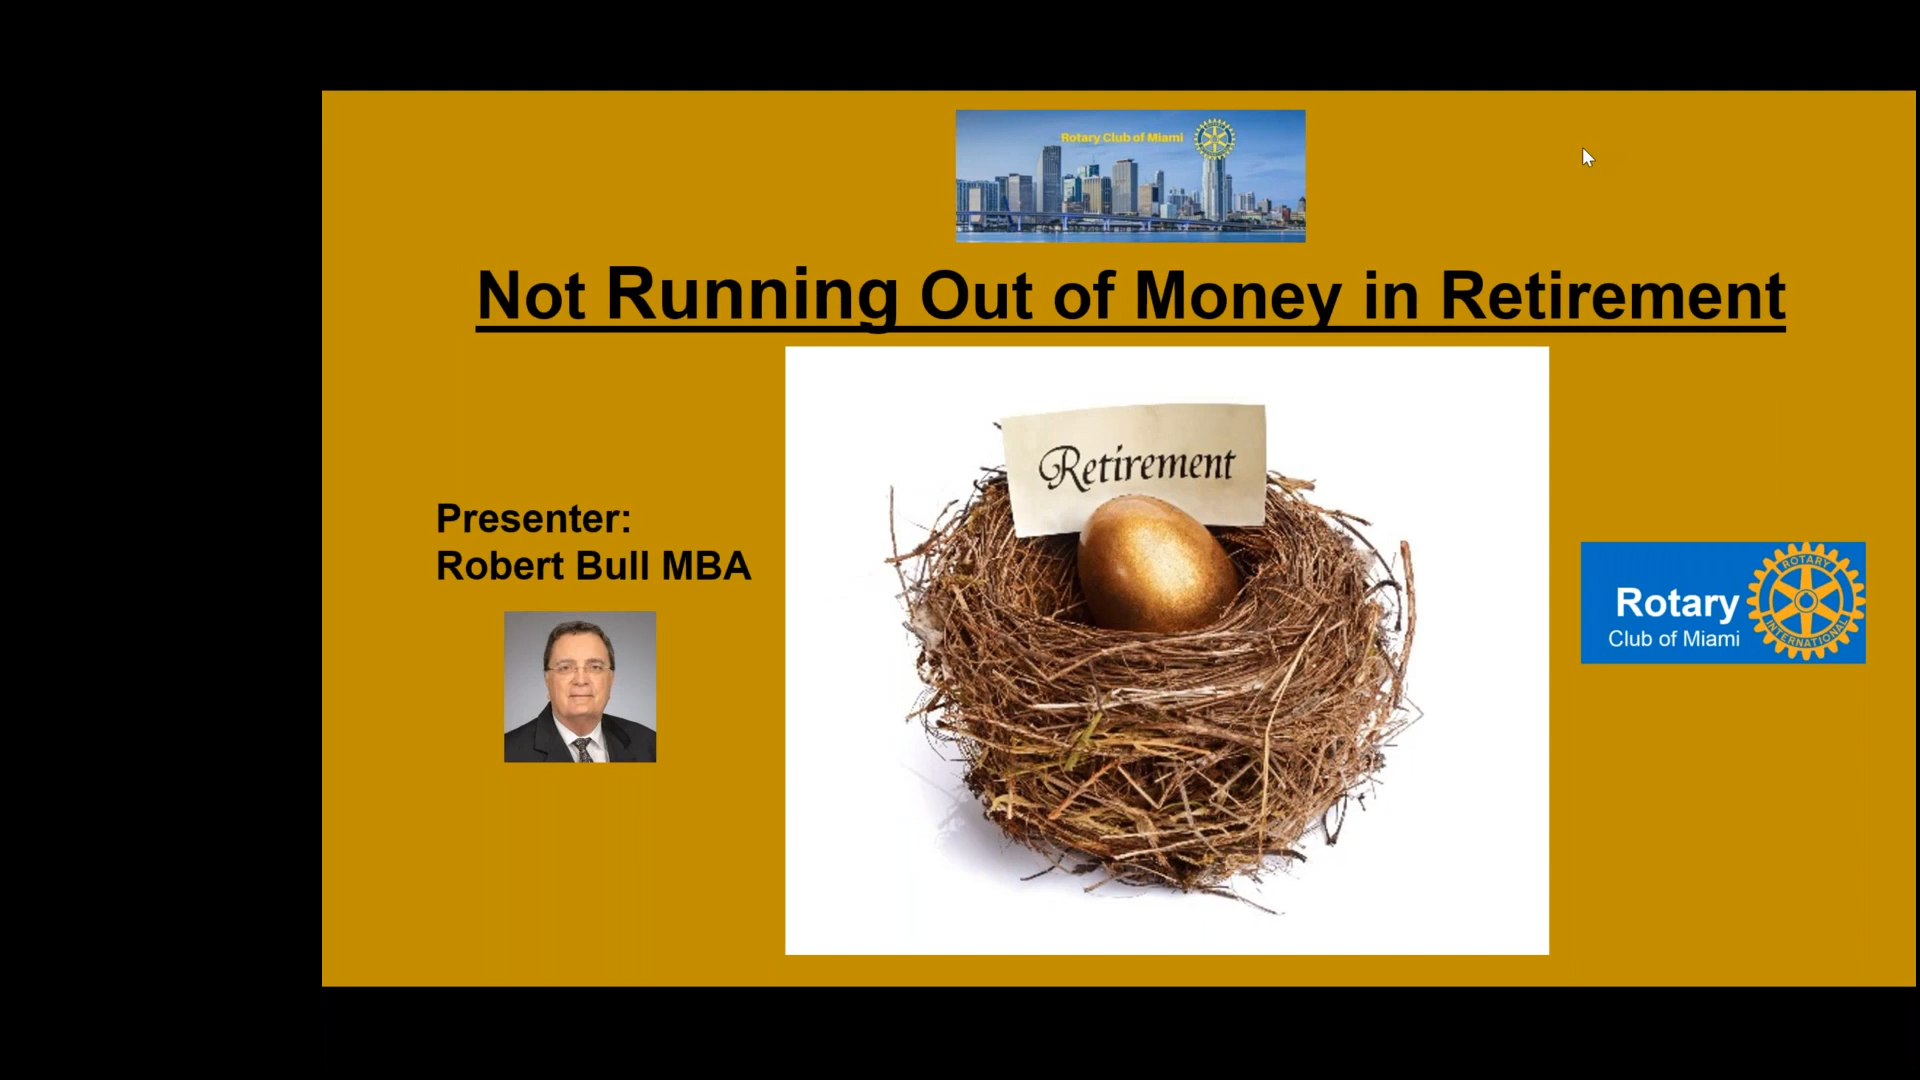 Rotary Club of Miami
Not Running Out of Money in Retirement
Retirement
Presenter:
Robert Bull MBA
Rotary
Club of Miami
ROTARY
INTERNATIONAL